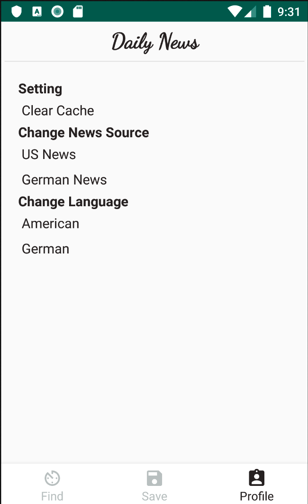 9:31
Daily News
Setting
Clear Cache
Change News Source
US News
German News
Change Language
American
German
Find Save Profile